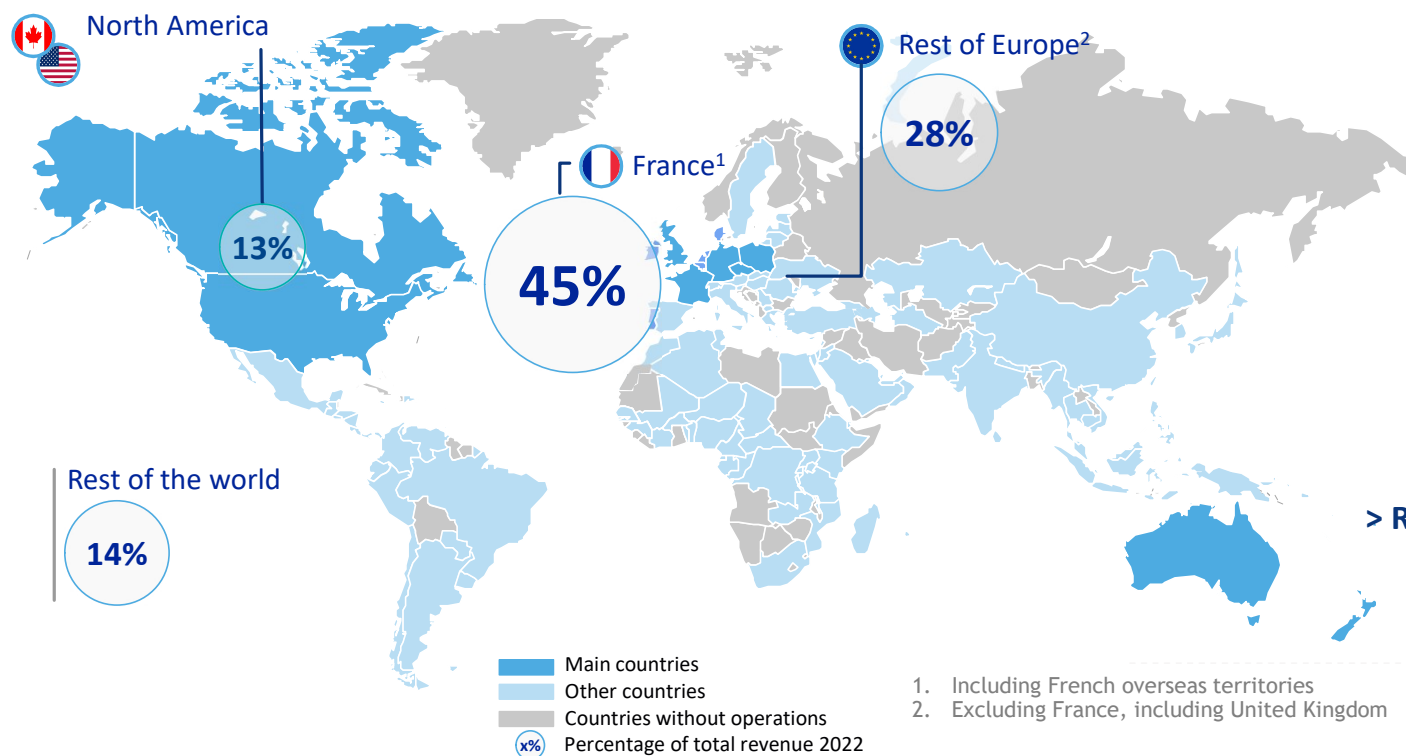 North America
Rest of Europe²
28%
France¹
13%
45%
Rest of the world
14%
> R
Main countries
Other countries
Countries without operations
x% Percentage of total revenue 2022
1. Including French overseas territories
2. Excluding France, including United Kingdom